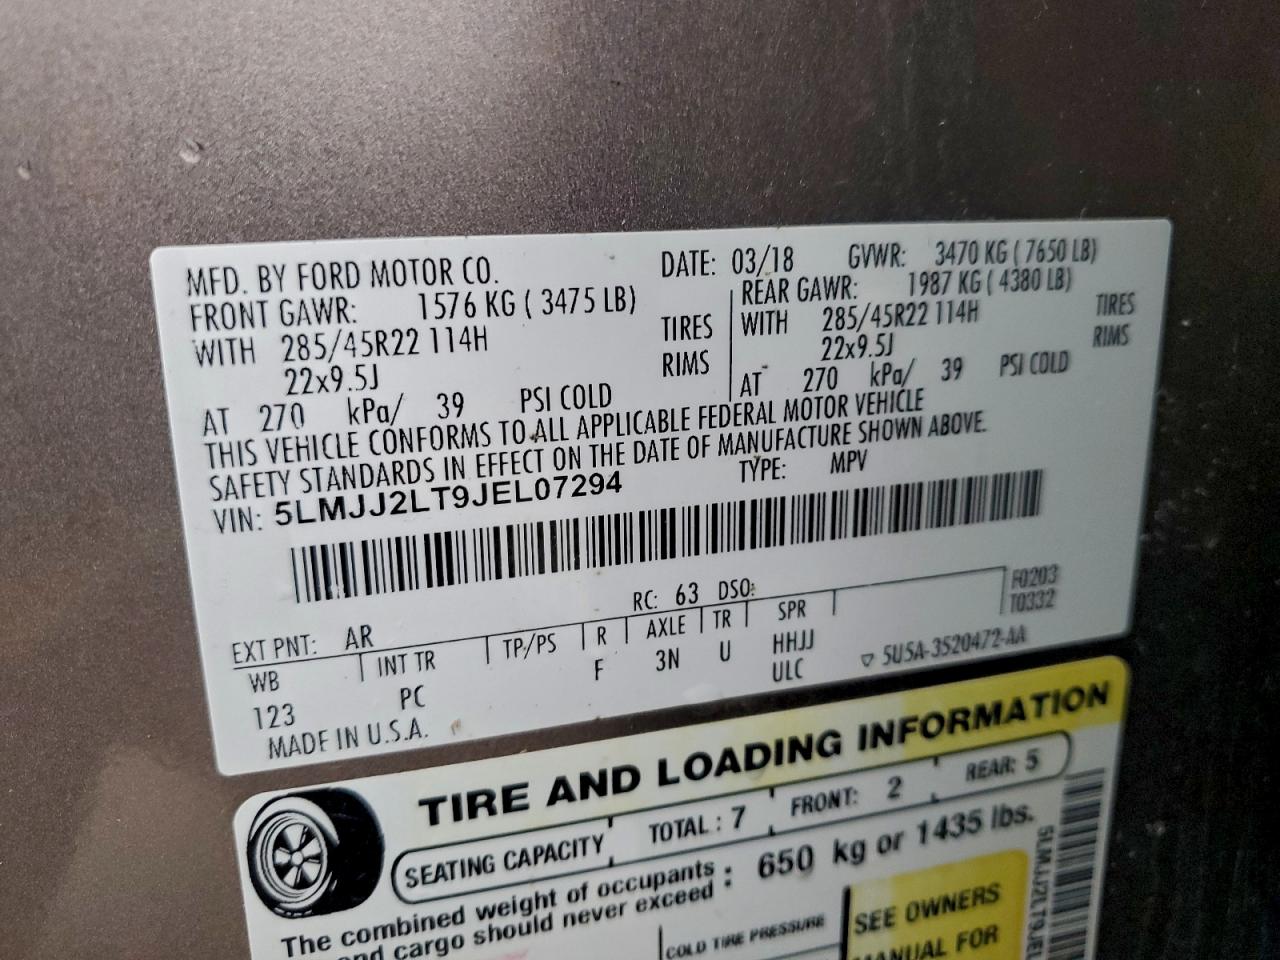 MFD. BY FORD MOTOR CO. DATE: 03/18 GVWR: 3470 KG ( 7650 LB)
FRONT GAWR: 1576 KG ( 3475 LB) REAR GAWR: 1987 KG ( 4380 LB)
WITH 285/45R22 114H TIRES WITH 285/45R22 114H TIRES
22x9.5J RIMS 22x9.5J RIMS
AT 270 kPa/ 39 PSI COLD AT 270 kPa/ 39 PSI COLD
THIS VEHICLE CONFORMS TO ALL APPLICABLE FEDERAL MOTOR VEHICLE
SAFETY STANDARDS IN EFFECT ON THE DATE OF MANUFACTURE SHOWN ABOVE.
VIN: 5LMJJ2LT9JEL07294 TYPE: MPV
RC: 63 DSO: F0203
EXT PNT: AR T0332
WB INT TR TP/PS R AXLE TR SPR
123 PC F 3N U HHJJ
ULC
MADE IN U.S.A. ▽ 5U5A-3520472-AA
TIRE AND LOADING INFORMATION
SEATING CAPACITY TOTAL : 7 FRONT: 2 REAR: 5
The combined weight of occupants : 650 kg or 1435 lbs.
and cargo should never exceed
COLD TIRE PRESSURE
SEE OWNERS
MANUAL FOR
5LMJJ2LT9JEL